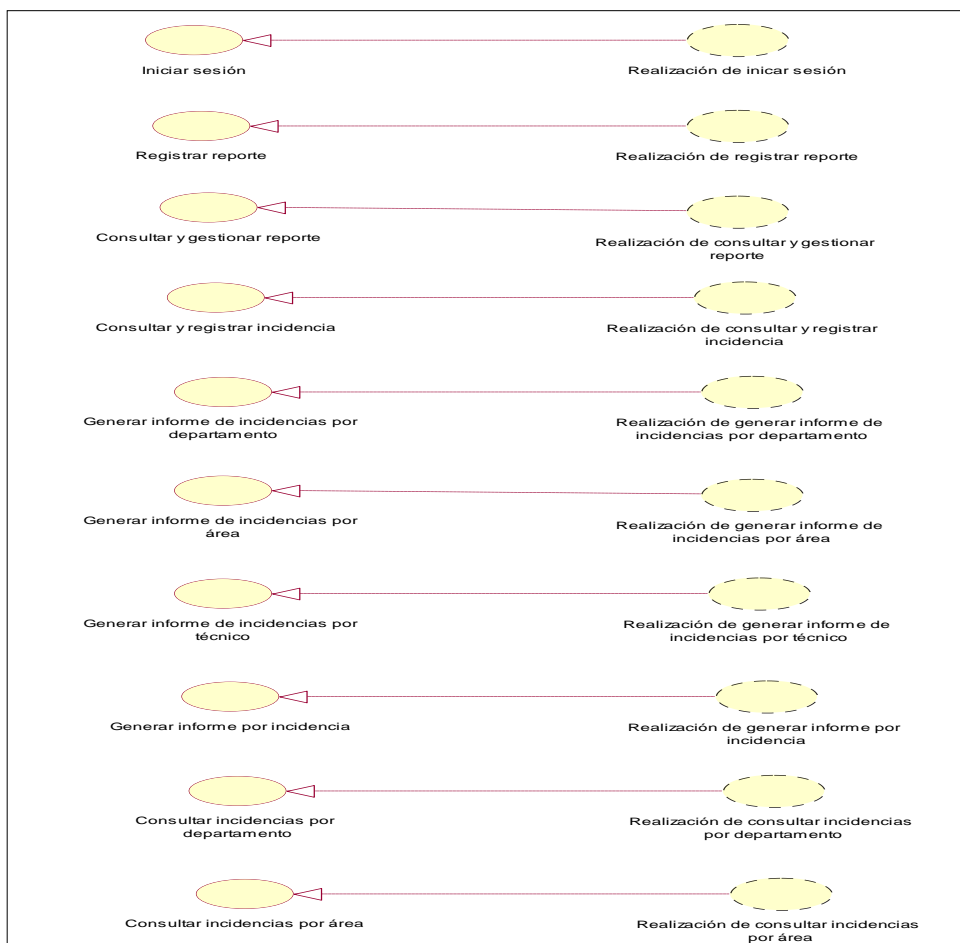 Iniciar sesión
Realización de inicar sesión
Registrar reporte
Realización de registrar reporte
Consultar y gestionar reporte
Realización de consultar y gestionar
reporte
Consultar y registrar incidencia
Realización de consultar y registrar
incidencia
Generar informe de incidencias por
departamento
Realización de generar informe de
incidencias por departamento
Generar informe de incidencias por
área
Realización de generar informe de
incidencias por área
Generar informe de incidencias por
técnico
Realización de generar informe de
incidencias por técnico
Generar informe por incidencia
Realización de generar informe por
incidencia
Consultar incidencias por
departamento
Realización de consultar incidencias
por departamento
Consultar incidencias por área
Realización de consultar incidencias
por área